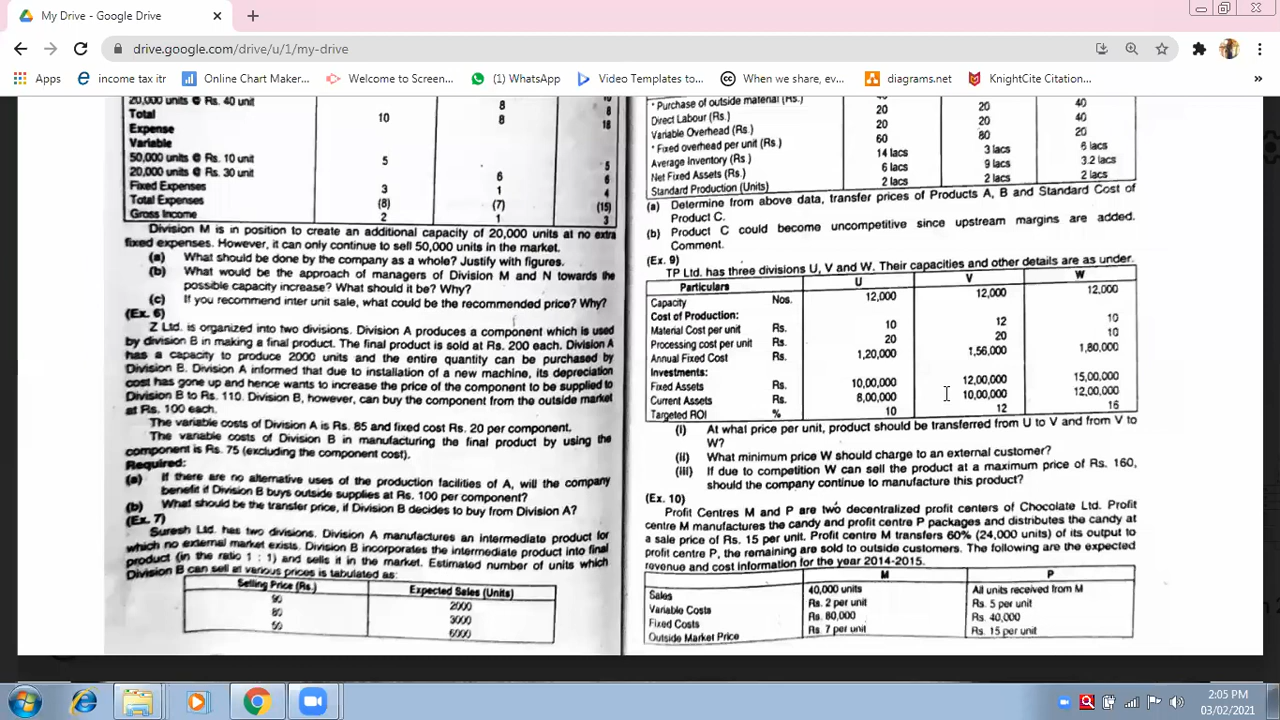 My Drive - Google Drive
drive.google.com/drive/u/1/my-drive
Apps
income tax itr
Online Chart Maker...
Welcome to Screen...
(1) WhatsApp
Video Templates to...
When we share, ev...
diagrams.net
KnightCite Citation...
»
20,000 units @ Rs. 40 unit 8 8
Total 10 8 18
Expense
Variable
50,000 units @ Rs. 10 unit 5 5
20,000 units @ Rs. 30 unit 6 6
Fixed Expenses 3 1 4
Total Expenses (8) (7) (15)
Gross Income 2 1 3
Division M is in position to create an additional capacity of 20,000 units at no extra
fixed expenses. However, it can only continue to sell 50,000 units in the market.
(a) What should be done by the company as a whole? Justify with figures.
(b) What would be the approach of managers of Division M and N towards the
possible capacity increase? What should it be? Why?
(c) If you recommend inter unit sale, what could be the recommended price? Why?
(Ex. 6)
Z Ltd. is organized into two divisions. Division A produces a component which is used
by division B in making a final product. The final product is sold at Rs. 200 each. Division A
has a capacity to produce 2000 units and the entire quantity can be purchased by
Division B. Division A informed that due to installation of a new machine, its depreciation
cost has gone up and hence wants to increase the price of the component to be supplied to
Division B to Rs. 110. Division B, however, can buy the component from the outside market
at Rs. 100 each.
The variable costs of Division A is Rs. 85 and fixed cost Rs. 20 per component.
The variable costs of Division B in manufacturing the final product by using the
component is Rs. 75 (excluding the component cost).
Required:
(a) If there are no alternative uses of the production facilities of A, will the company
benefit if Division B buys outside supplies at Rs. 100 per component?
(b) What should be the transfer price, if Division B decides to buy from Division A?
(Ex. 7)
Suresh Ltd. has two divisions. Division A manufactures an intermediate product for
which no external market exists. Division B incorporates the intermediate product into final
product (in the ratio 1 : 1) and sells it in the market. Estimated number of units which
Division B can sell at various prices is tabulated as:
Selling Price (Rs.) Expected Sales (Units)
90 2000
80 3000
50 6000
* Purchase of outside material (Rs.) 20 40
Direct Labour (Rs.) 20 20 40
Variable Overhead (Rs.) 20 20 40
* Fixed overhead per unit (Rs.) 60 80 20
Average Inventory (Rs ) 14 lacs 3 lacs 6 lacs
Net Fixed Assets (Rs.) 6 lacs 9 lacs 3.2 lacs
Standard Production (Units) 2 lacs 2 lacs 2 lacs
(a) Determine from above data, transfer prices of Products A, B and Standard Cost of
Product C.
(b) Product C could become uncompetitive since upstream margins are added.
Comment.
(Ex. 9)
TP Ltd. has three divisions U, V and W. Their capacities and other details are as under.
Particulars U V W
Capacity Nos. 12,000 12,000 12,000
Cost of Production:
Material Cost per unit Rs. 10 12 10
Processing cost per unit Rs. 20 20 10
Annual Fixed Cost Rs. 1,20,000 1,56,000 1,80,000
Investments:
Fixed Assets Rs. 10,00,000 12,00,000 15,00,000
Current Assets Rs. 8,00,000 10,00,000 12,00,000
Targeted ROI % 10 12 16
(i) At what price per unit, product should be transferred from U to V and from V to
W?
(ii) What minimum price W should charge to an external customer?
(iii) If due to competition W can sell the product at a maximum price of Rs. 160,
should the company continue to manufacture this product?
(Ex. 10)
Profit Centres M and P are two decentralized profit centers of Chocolate Ltd. Profit
centre M manufactures the candy and profit centre P packages and distributes the candy at
a sale price of Rs. 15 per unit. Profit centre M transfers 60% (24,000 units) of its output to
profit centre P, the remaining are sold to outside customers. The following are the expected
revenue and cost information for the year 2014-2015.
M P
Sales 40,000 units All units received from M
Variable Costs Rs. 2 per unit Rs. 5 per unit
Fixed Costs Rs. 80,000 Rs. 40,000
Outside Market Price Rs. 7 per unit Rs. 15 per unit
2:05 PM
03/02/2021